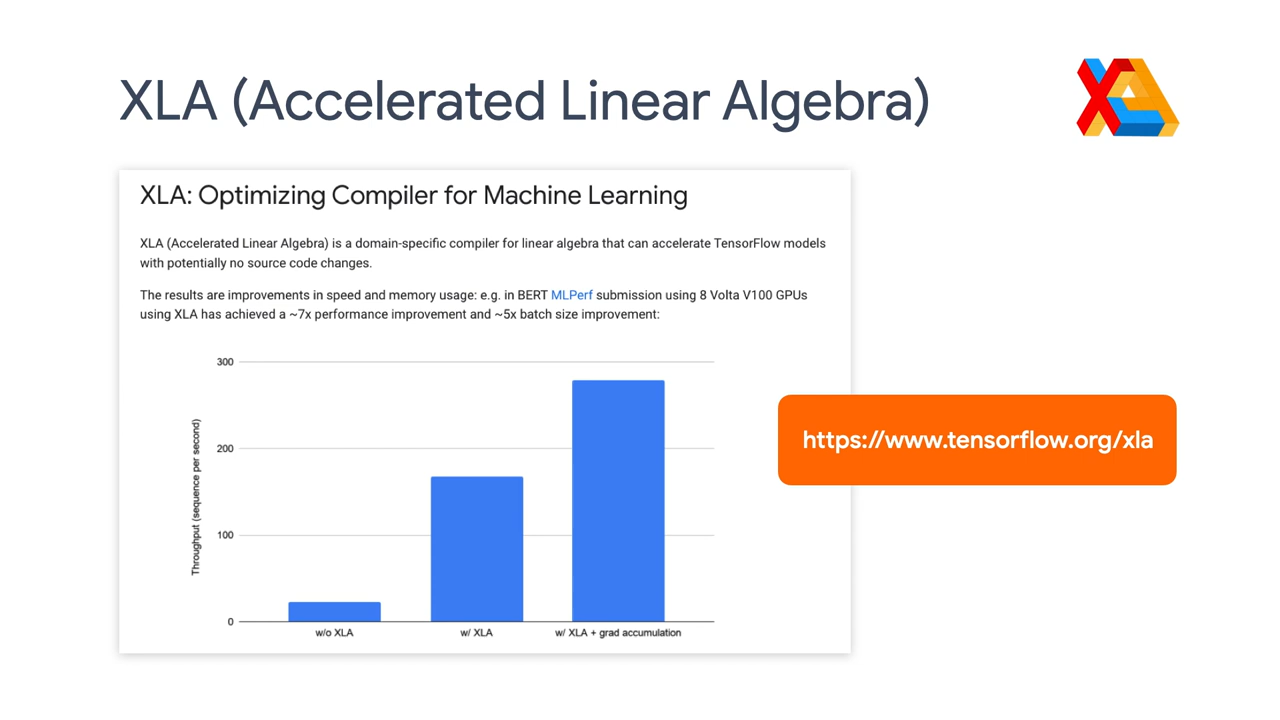 XLA (Accelerated Linear Algebra)
XLA: Optimizing Compiler for Machine Learning
XLA (Accelerated Linear Algebra) is a domain-specific compiler for linear algebra that can accelerate TensorFlow models
with potentially no source code changes.
The results are improvements in speed and memory usage: e.g. in BERT MLPerf submission using 8 Volta V100 GPUs
using XLA has achieved a ~7x performance improvement and ~5x batch size improvement:
300
200
100
0
Throughput (sequence per second)
w/o XLA
w/ XLA
w/ XLA + grad accumulation
https://www.tensorflow.org/xla
XLA